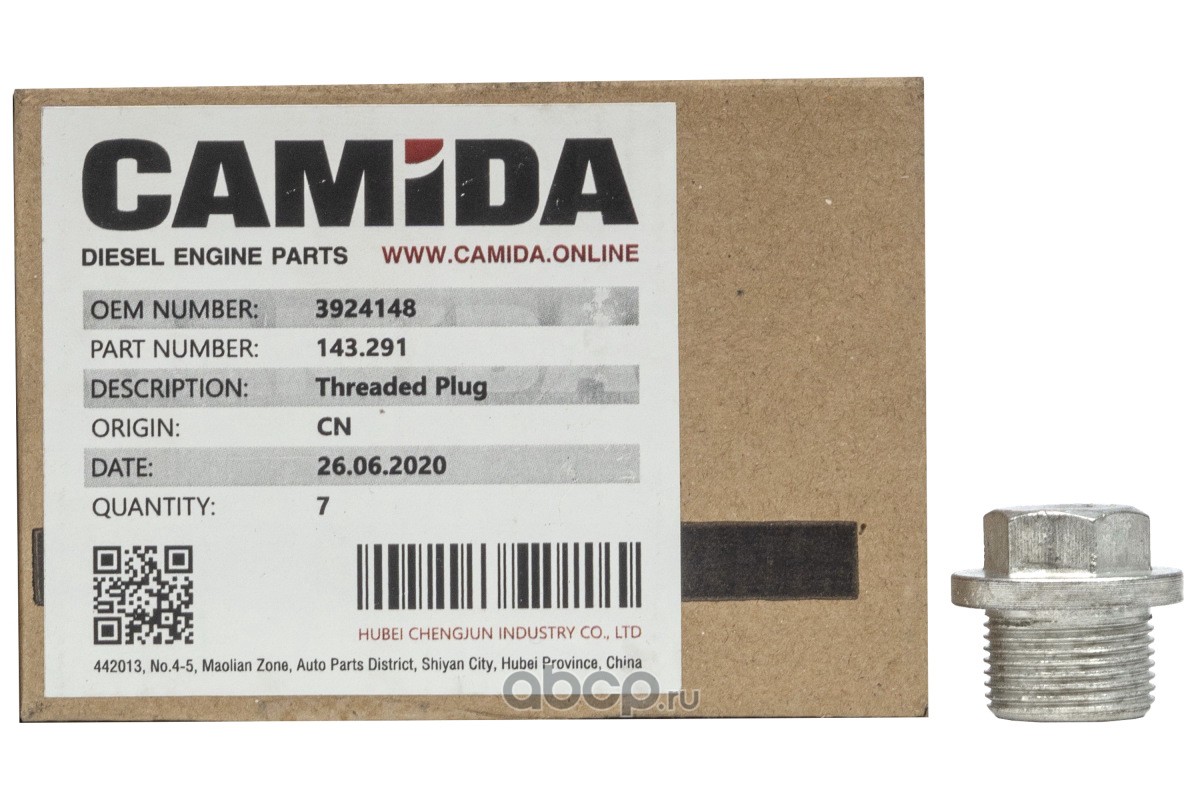 CAMiDA
DIESEL ENGINE PARTS WWW.CAMIDA.ONLINE
OEM NUMBER: 3924148
PART NUMBER: 143.291
DESCRIPTION: Threaded Plug
ORIGIN: CN
DATE: 26.06.2020
QUANTITY: 7
HUBEI CHENGJUN INDUSTRY CO., LTD
442013, No.4-5, Maolian Zone, Auto Parts District, Shiyan City, Hubei Province, China
abcp.ru